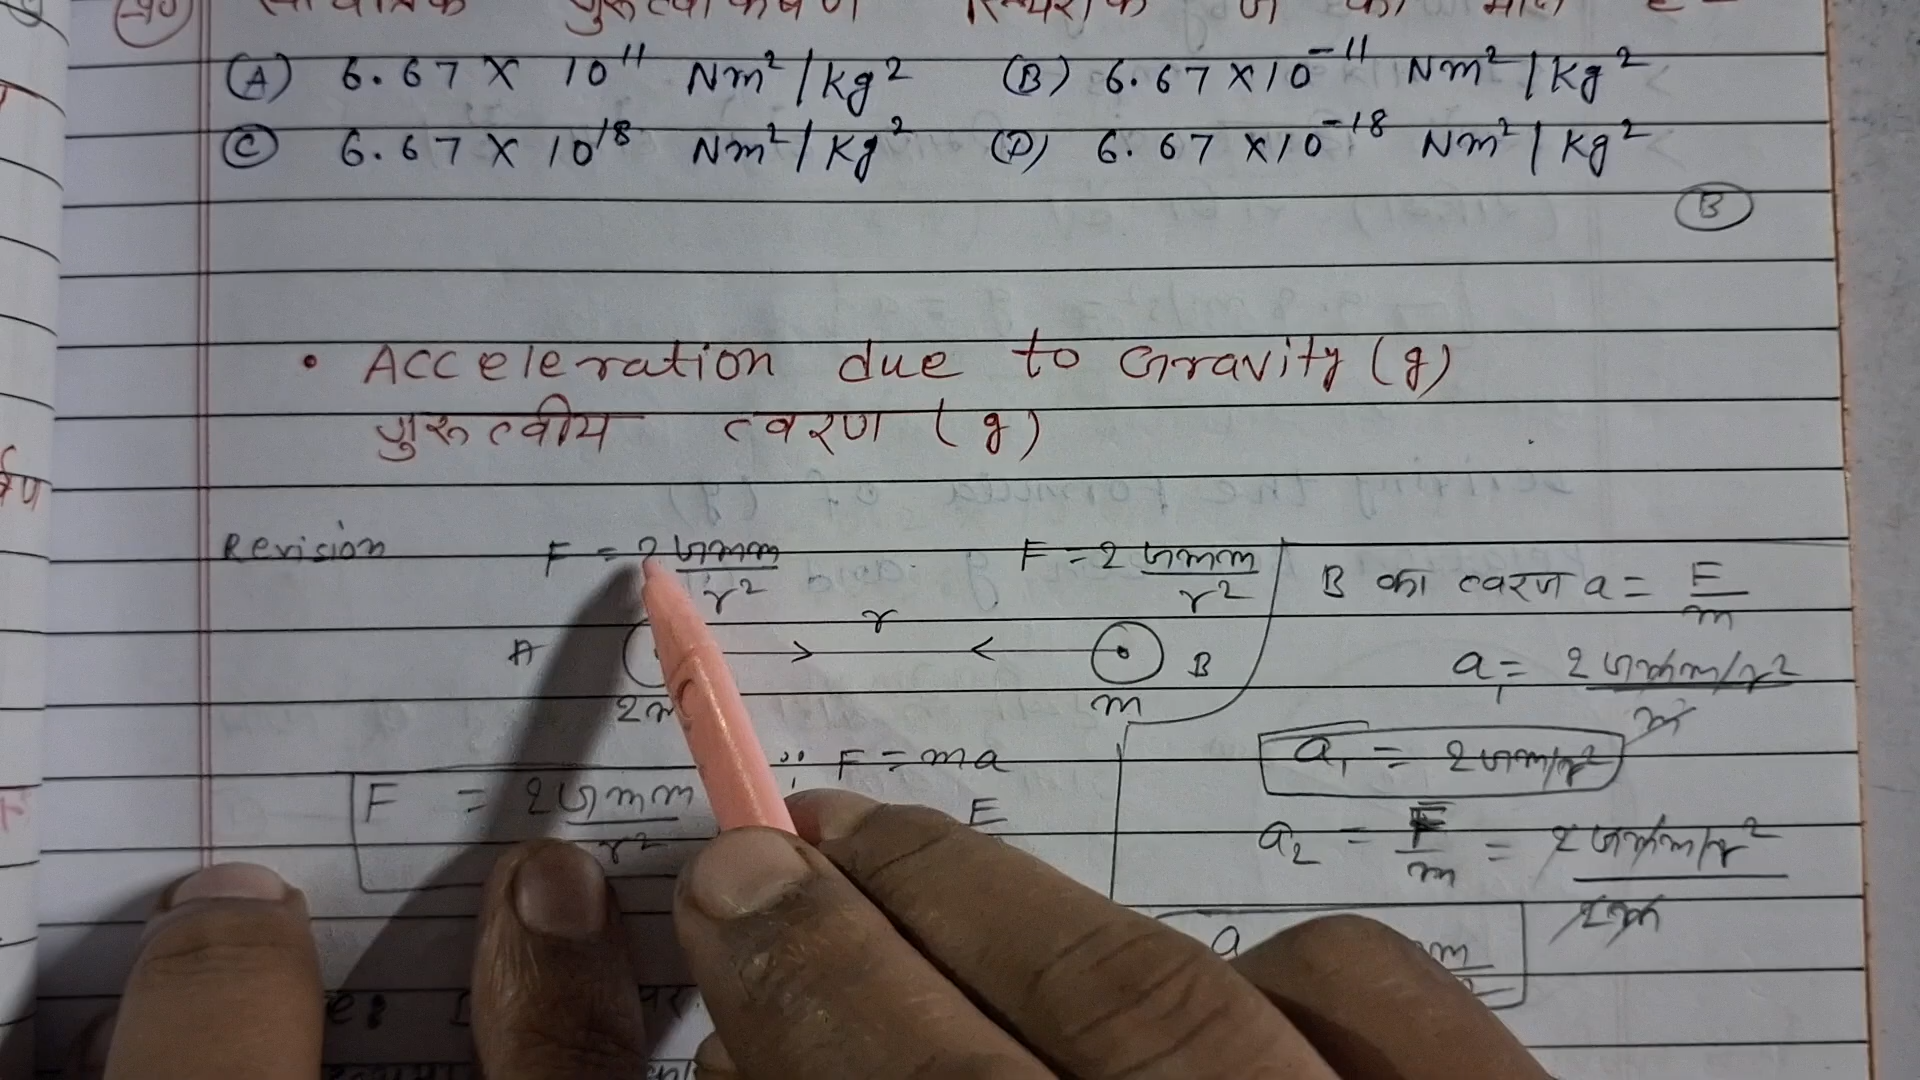 (A) 6.67 X 10¹¹ Nm²/kg² (B) 6.67 X 10⁻¹¹ Nm²/kg²
(C) 6.67 X 10¹⁸ Nm²/kg² (D) 6.67 X 10⁻¹⁸ Nm²/kg²
(B)
• Acceleration due to Gravity (g)
गुरूत्वीय त्वरण (g)
Revision F = 2Gmm/r² F = 2Gmm/r² B का त्वरण a = F/m
r
A B a₁ = 2Gmm/r²/m
2m m
∵ F = ma a₁ = 2Gm/r²
F = 2Gmm/r² F
a₂ = F/m = 2Gmm/r²/2m
a m